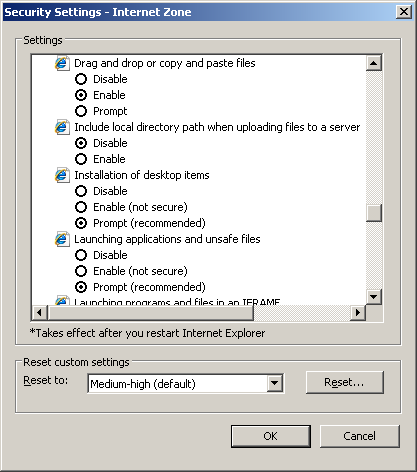 Security Settings - Internet Zone
Settings
Drag and drop or copy and paste files
Disable
Enable
Prompt
Include local directory path when uploading files to a server
Disable
Enable
Installation of desktop items
Disable
Enable (not secure)
Prompt (recommended)
Launching applications and unsafe files
Disable
Enable (not secure)
Prompt (recommended)
Launching programs and files in an IFRAME
*Takes effect after you restart Internet Explorer
Reset custom settings
Reset to:
Medium-high (default)
Reset...
OK
Cancel